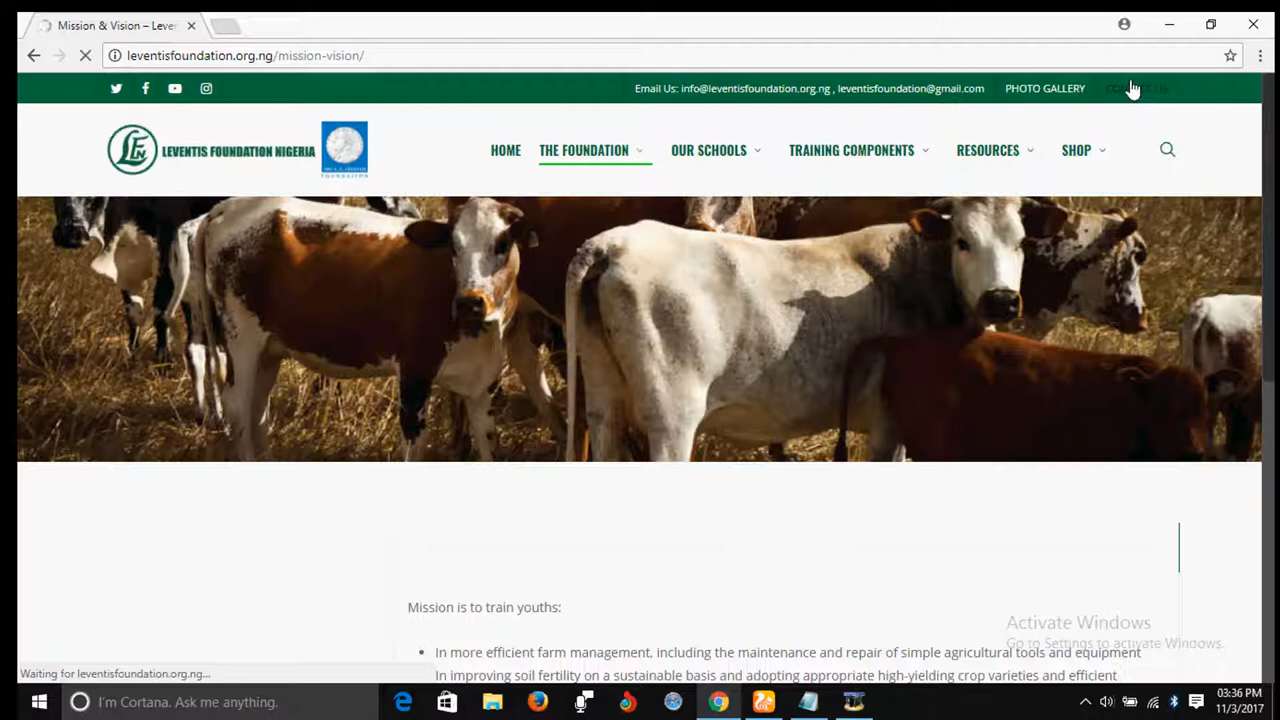 Mission & Vision – Leve
leventisfoundation.org.ng/mission-vision/
Email Us: info@leventisfoundation.org.ng , leventisfoundation@gmail.com PHOTO GALLERY
LEVENTIS FOUNDATION NIGERIA
FOUNDATION
HOME THE FOUNDATION OUR SCHOOLS TRAINING COMPONENTS RESOURCES SHOP
Mission is to train youths:
• In more efficient farm management, including the maintenance and repair of simple agricultural tools and equipment
In improving soil fertility on a sustainable basis and adopting appropriate high-yielding crop varieties and efficient
Activate Windows
Go to Settings to activate Windows.
Waiting for leventisfoundation.org.ng...
I'm Cortana. Ask me anything.
03:36 PM
11/3/2017